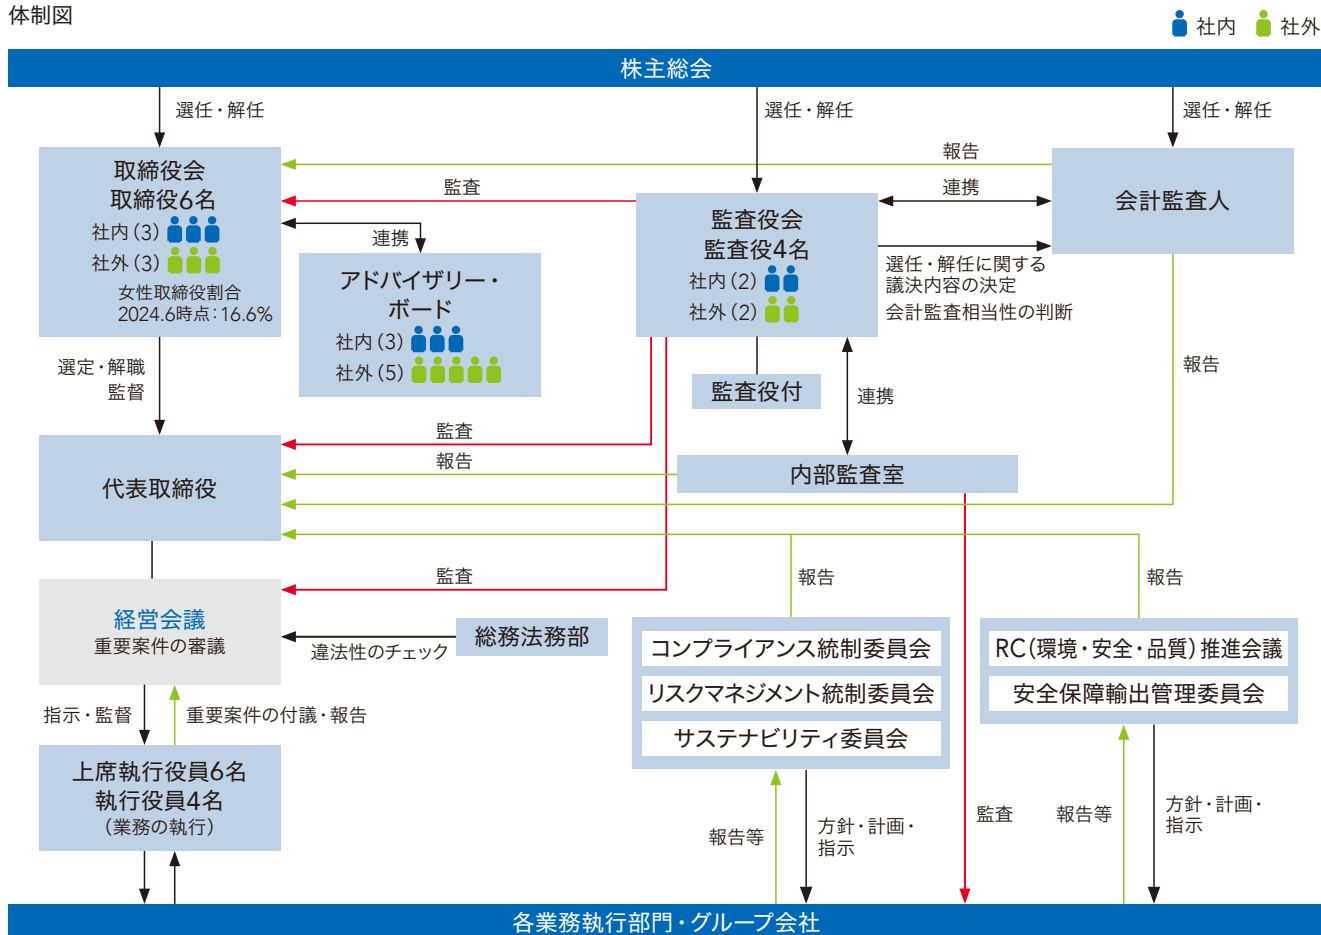 体制図
社内
社外
株主総会
選任・解任
選任・解任
選任・解任
取締役会
取締役6名
社内（3）
社外（3）
女性取締役割合
2024.6時点：16.6%
報告
監査
連携
連携
アドバイザリー・
ボード
社内（3）
社外（5）
監査役会
監査役4名
社内（2）
社外（2）
会計監査人
選任・解任に関する
議決内容の決定
会計監査相当性の判断
監査役付
連携
報告
選定・解職
監督
代表取締役
監査
報告
内部監査室
監査
経営会議
重要案件の審議
違法性のチェック
総務法務部
報告
報告
コンプライアンス統制委員会
リスクマネジメント統制委員会
サステナビリティ委員会
RC（環境・安全・品質）推進会議
安全保障輸出管理委員会
指示・監督
重要案件の付議・報告
上席執行役員6名
執行役員4名
（業務の執行）
報告等
方針・計画・
指示
監査
報告等
方針・計画・
指示
各業務執行部門・グループ会社